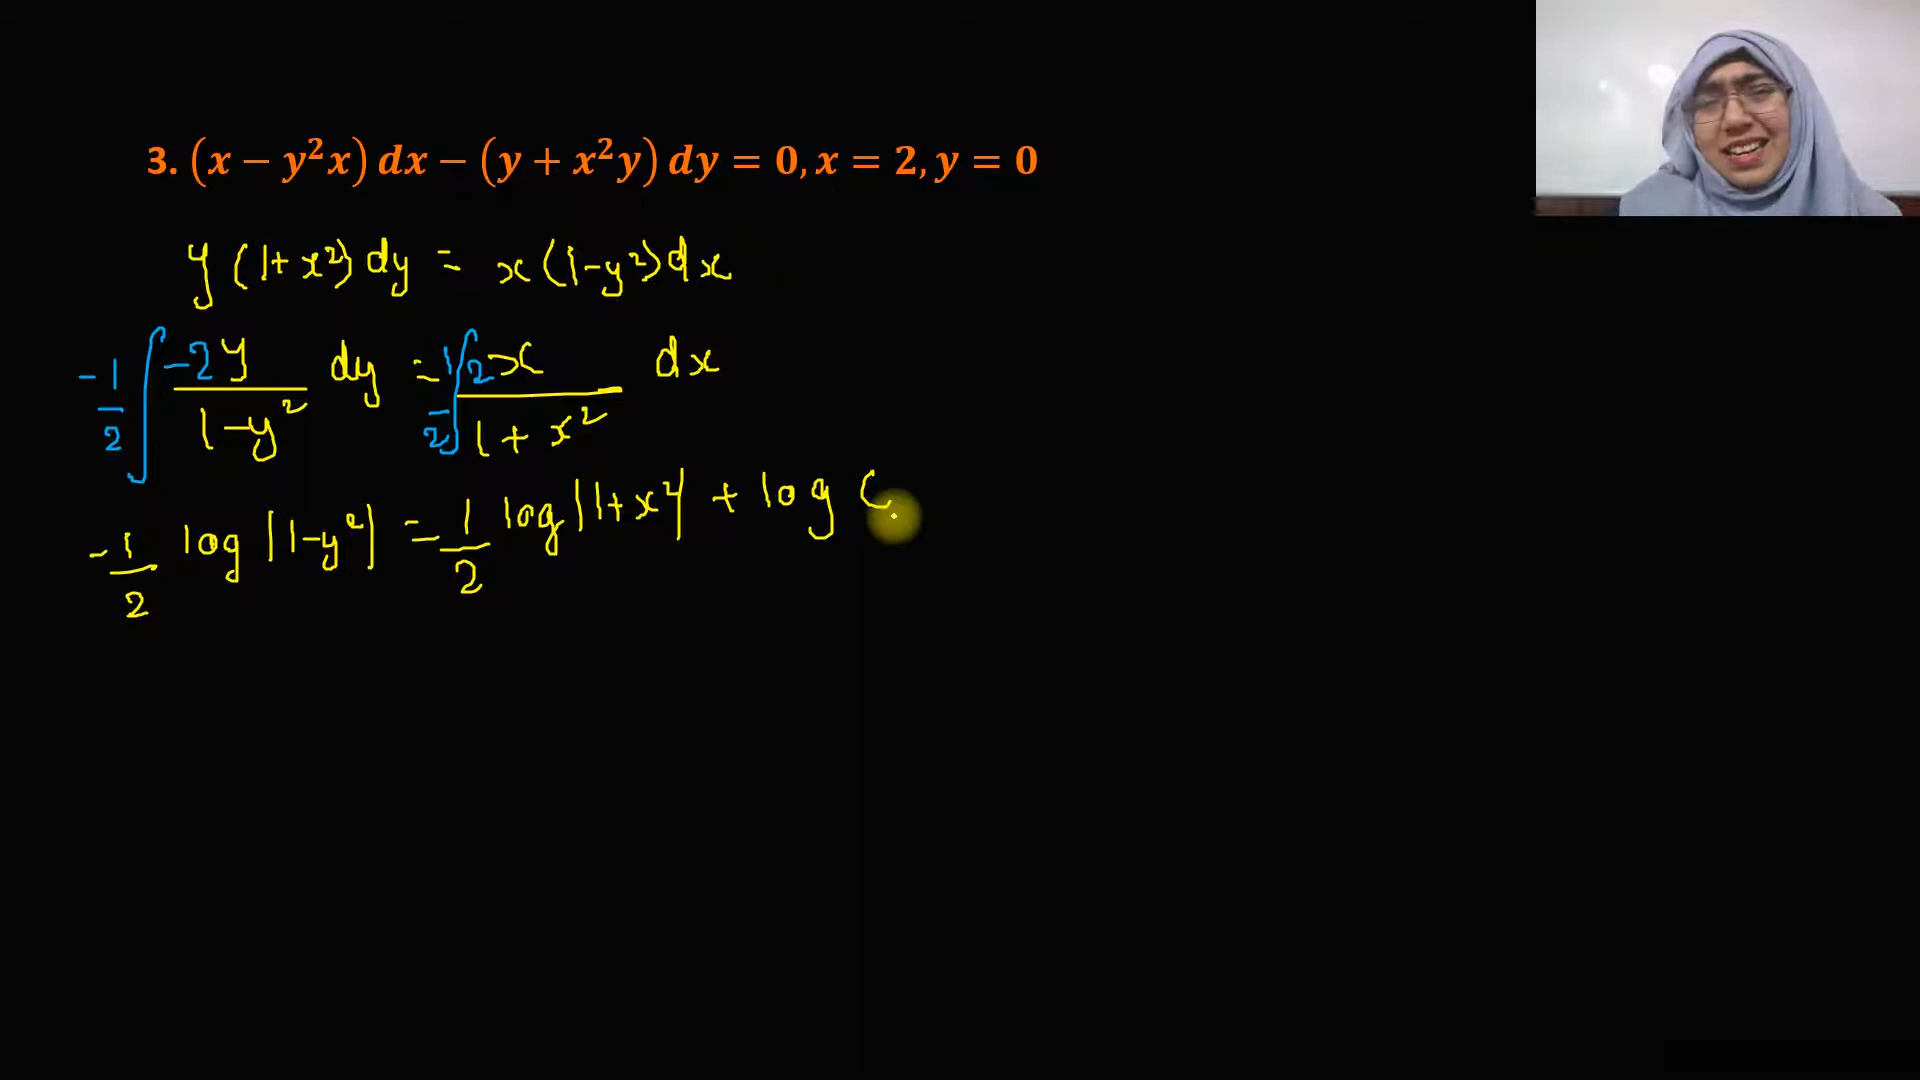 3. (x − y²x) dx − (y + x²y) dy = 0, x = 2, y = 0
y (1+ x²) dy = x (1-y²) dx
-1/2 ∫ -2y/(1-y²) dy = 1/2 ∫ 2x/(1+x²) dx
-1/2 log |1-y²| = 1/2 log |1+x²| + log C